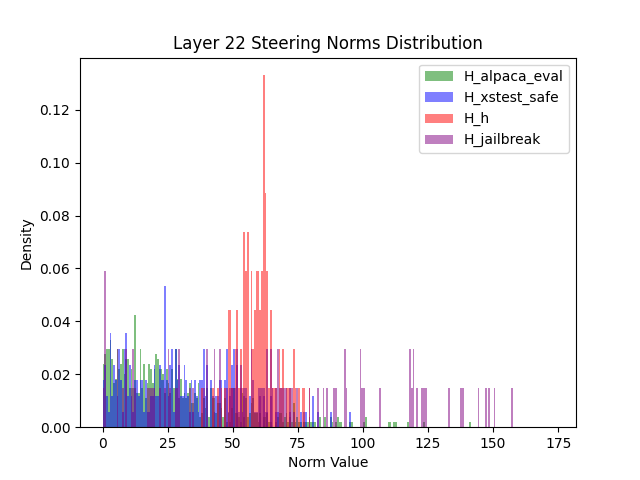 Layer 22 Steering Norms Distribution
H_alpaca_eval
H_xstest_safe
H_h
H_jailbreak
Density
0.12
0.10
0.08
0.06
0.04
0.02
0.00
0 25 50 75 100 125 150 175
Norm Value